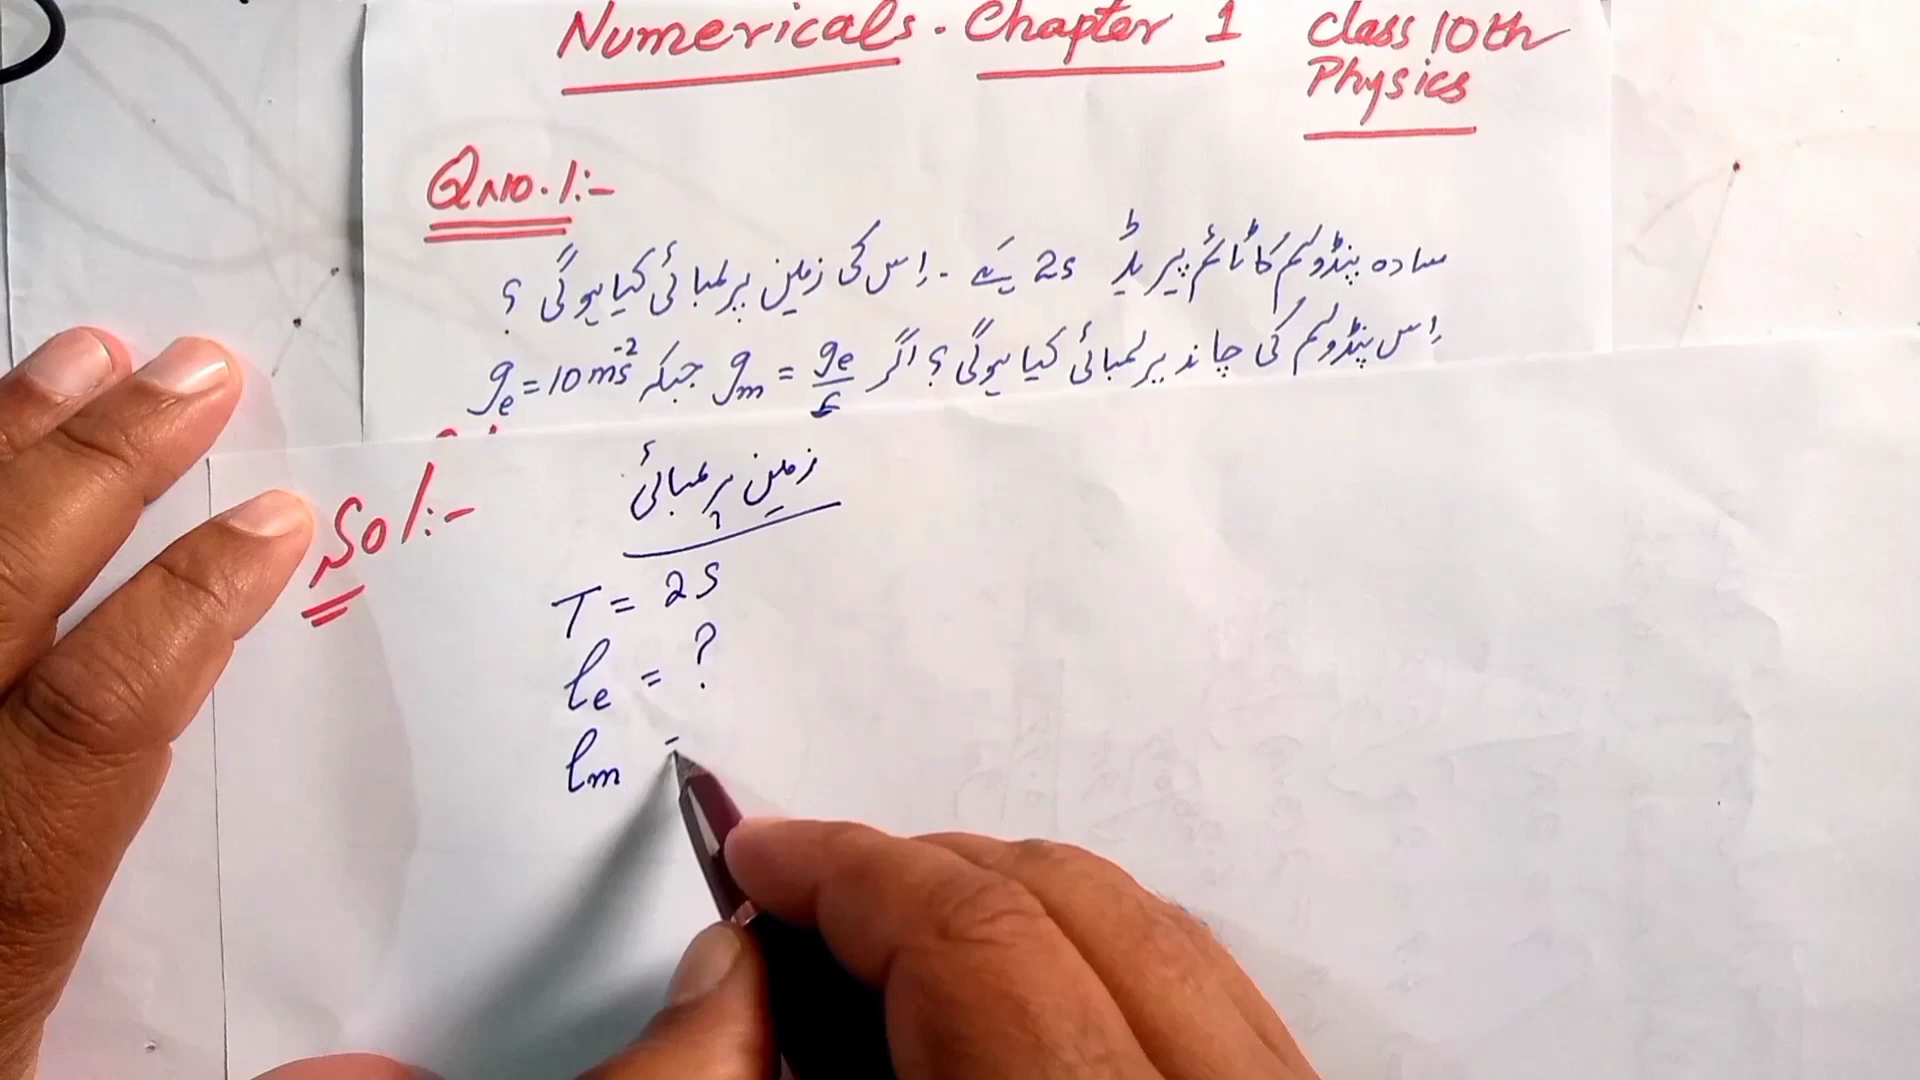 Numericals. Chapter 1 Class 10th Physics
Q NO. 1:-
سادہ پنڈولم کا ٹائم پیریڈ 2s ہے ۔ اِس کی زمین پر لمبائی کیا ہوگی ؟
اِس پنڈولم کی چاند پر لمبائی کیا ہوگی ؟ اگر gm = ge/6 جبکہ ge = 10 ms⁻²
Sol:-
زمین پر لمبائی
T = 2S
le = ?
lm =